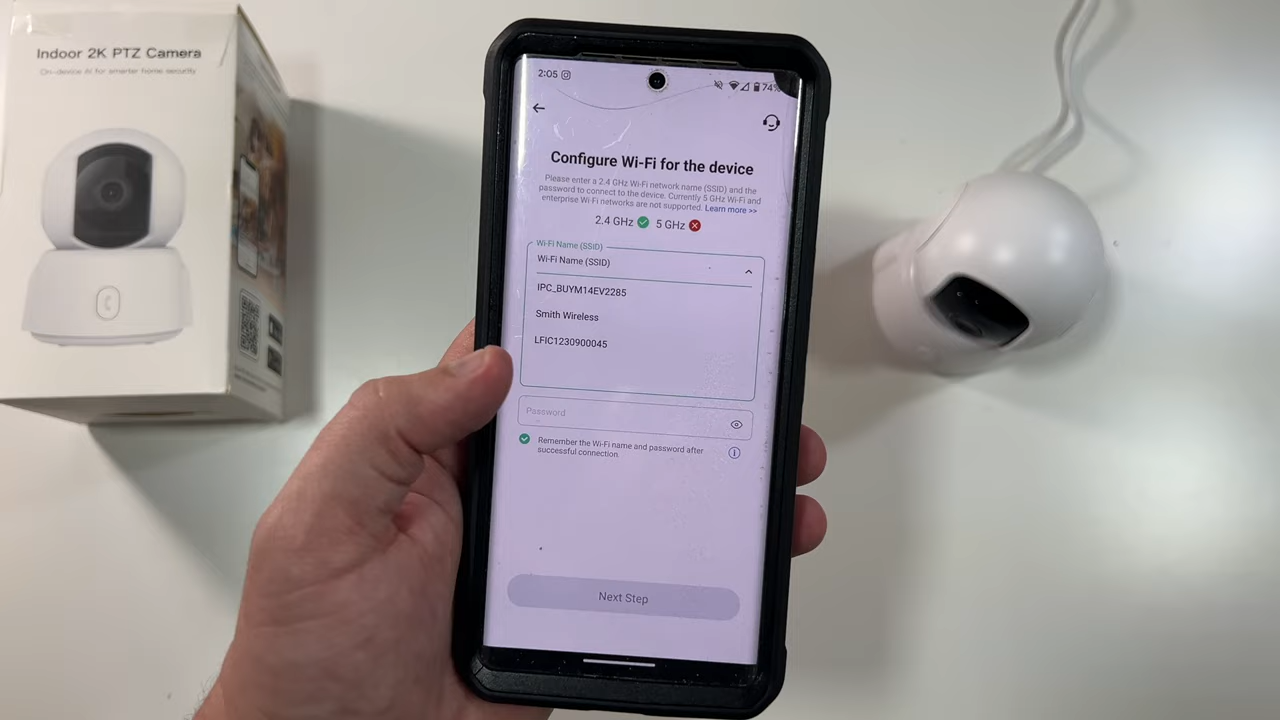 Indoor 2K PTZ Camera
On-device AI for smarter home security
2:05
74%
Configure Wi-Fi for the device
Please enter a 2.4 GHz Wi-Fi network name (SSID) and the
password to connect to the device. Currently 5 GHz Wi-Fi and
enterprise Wi-Fi networks are not supported. Learn more >>
2.4 GHz 5 GHz
Wi-Fi Name (SSID)
Wi-Fi Name (SSID)
IPC_BUYM14EV2285
Smith Wireless
LFIC1230900045
Password
Remember the Wi-Fi name and password after
successful connection.
Next Step